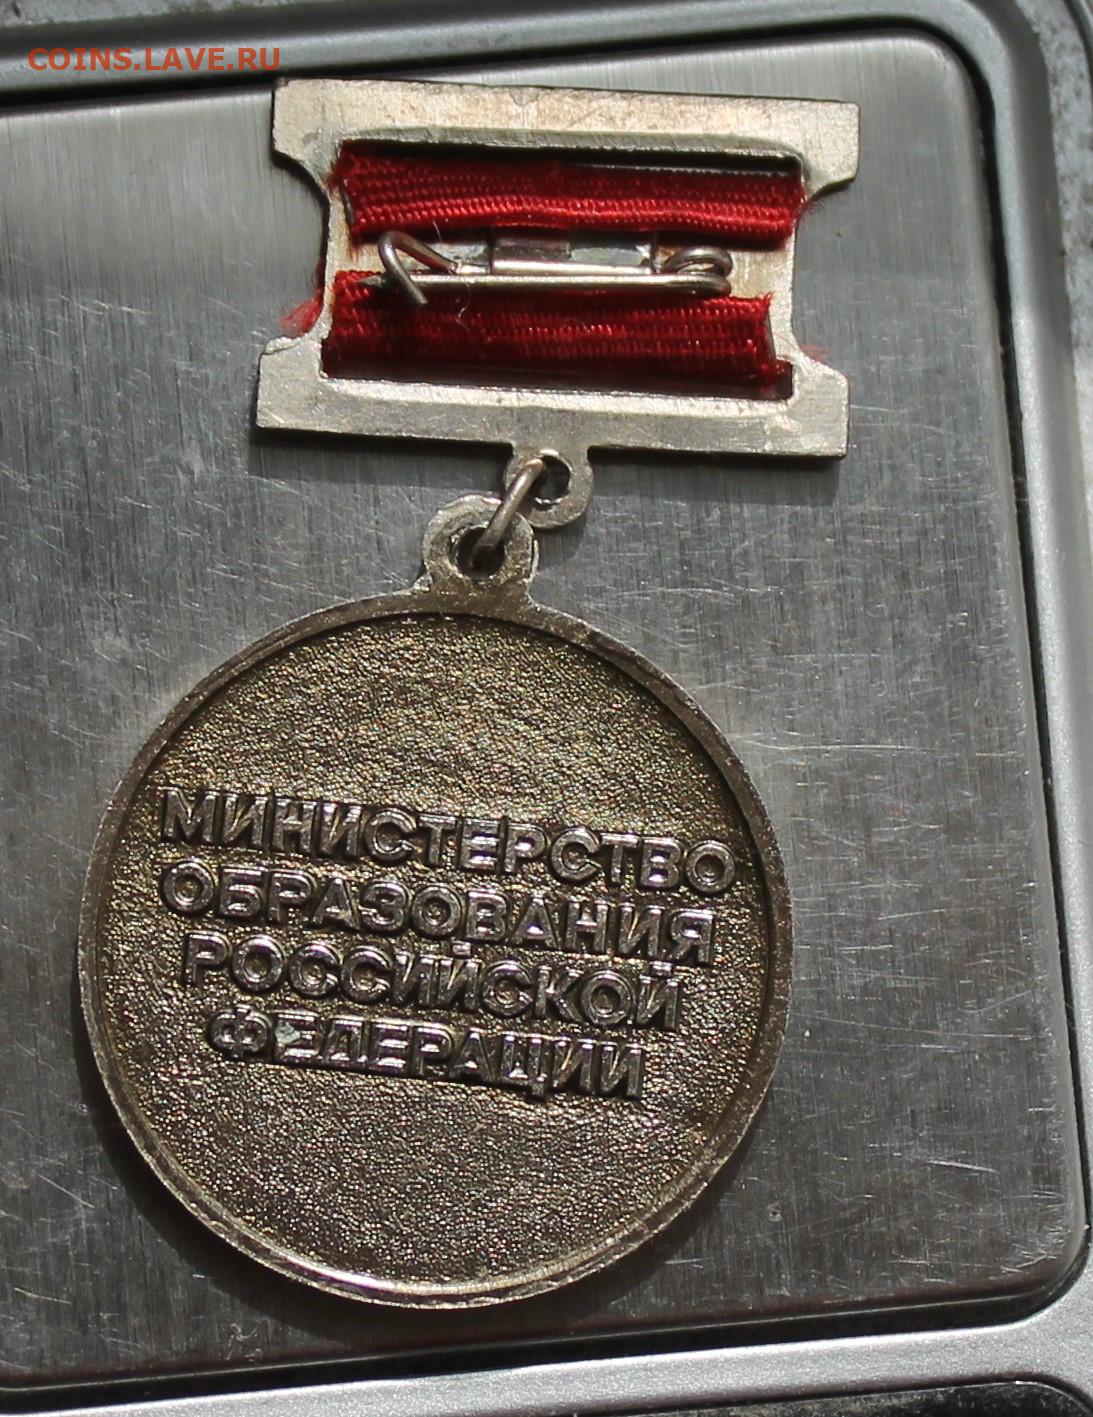 COINS.LAVE.RU
МИНИСТЕРСТВО
ОБРАЗОВАНИЯ
РОССИЙСКОЙ
ФЕДЕРАЦИИ